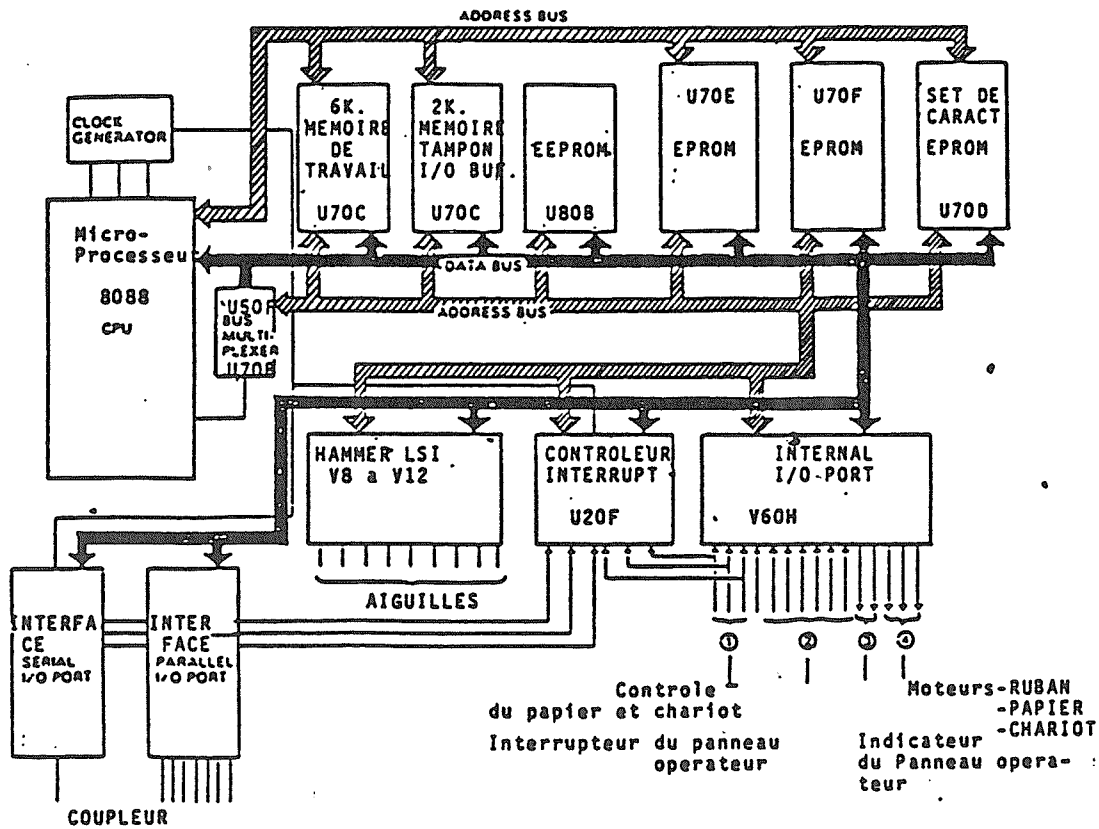 ADDRESS BUS
CLOCK
GENERATOR
6K.
MEMOIRE
DE
TRAVAIL
U70C
2K.
MEMOIRE
TAMPON
I/O BUF.
U70C
EEPROM.
U80B
U70E
EPROM
U70F
EPROM
SET DE
CARACT
EPROM
U70D
Micro-
Processeur
8088
CPU
DATA BUS
ADDRESS BUS
U50F
BUS
MULTI-
PLEXER
U70B
HAMMER LSI
V8 a V12
CONTROLEUR
INTERRUPT
U20F
INTERNAL
I/O-PORT
V60H
AIGUILLES
INTERFA
CE
SERIAL
I/O PORT
INTER
FACE
PARALLEL
I/O PORT
① ② ③ ④
Controle
du papier et chariot
Interrupteur du panneau
operateur
Moteurs-RUBAN
-PAPIER
-CHARIOT
Indicateur
du Panneau opera-
teur
COUPLEUR